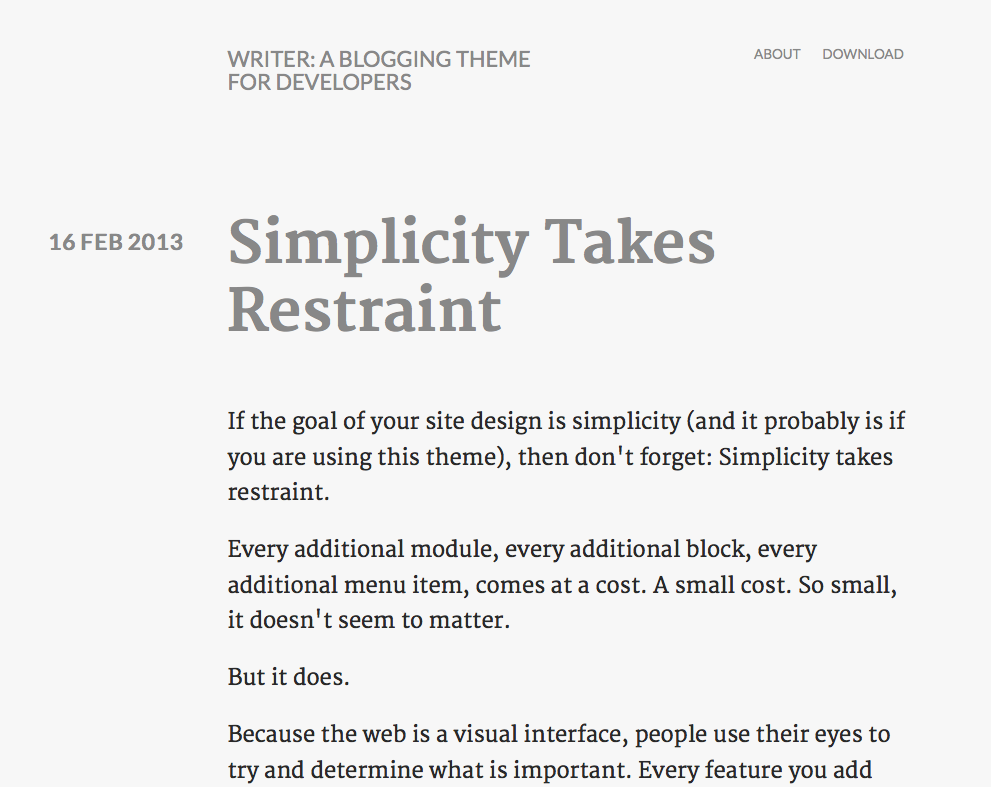 WRITER: A BLOGGING THEME
FOR DEVELOPERS
ABOUT DOWNLOAD
16 FEB 2013
Simplicity Takes
Restraint
If the goal of your site design is simplicity (and it probably is if
you are using this theme), then don't forget: Simplicity takes
restraint.
Every additional module, every additional block, every
additional menu item, comes at a cost. A small cost. So small,
it doesn't seem to matter.
But it does.
Because the web is a visual interface, people use their eyes to
try and determine what is important. Every feature you add